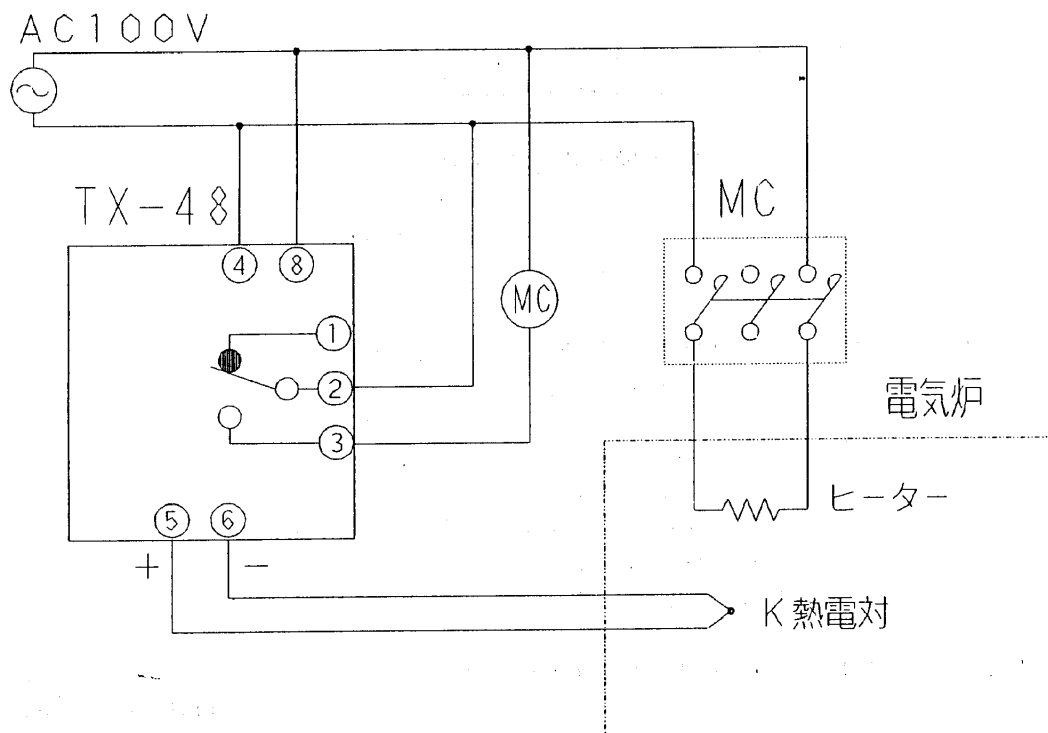 AC100V
TX-48
MC
④ ⑧
①
MC
②
電気炉
③
ヒーター
⑤ ⑥
+ −
K熱電対